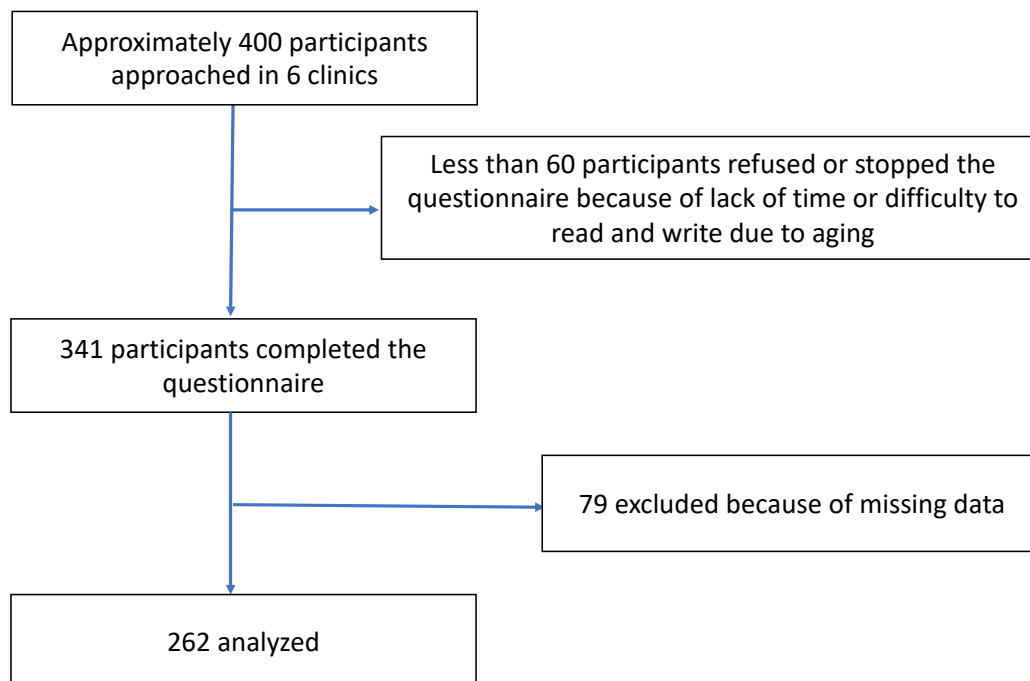 Approximately 400 participants
approached in 6 clinics
Less than 60 participants refused or stopped the
questionnaire because of lack of time or difficulty to
read and write due to aging
341 participants completed the
questionnaire
79 excluded because of missing data
262 analyzed